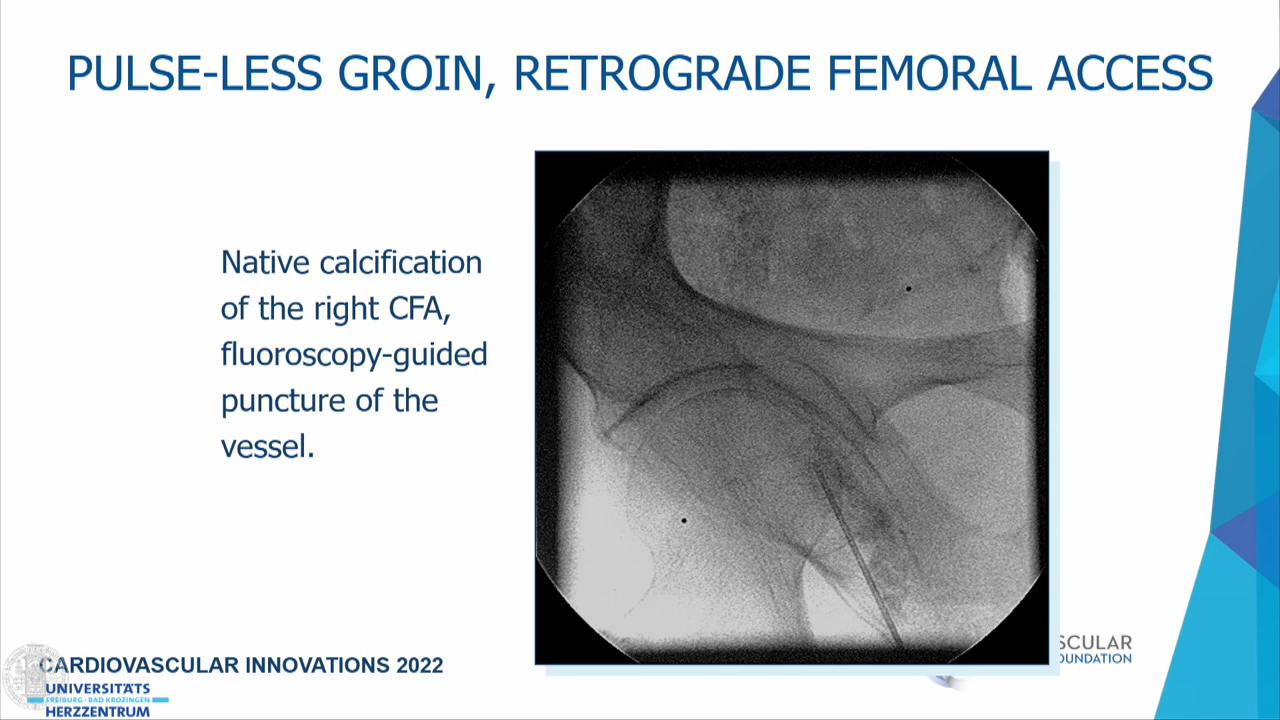 PULSE-LESS GROIN, RETROGRADE FEMORAL ACCESS
Native calcification
of the right CFA,
fluoroscopy-guided
puncture of the
vessel.
SCULAR
OUNDATION
CARDIOVASCULAR INNOVATIONS 2022
UNIVERSITÄTS
FREIBURG · BAD KROZINGEN
HERZZENTRUM